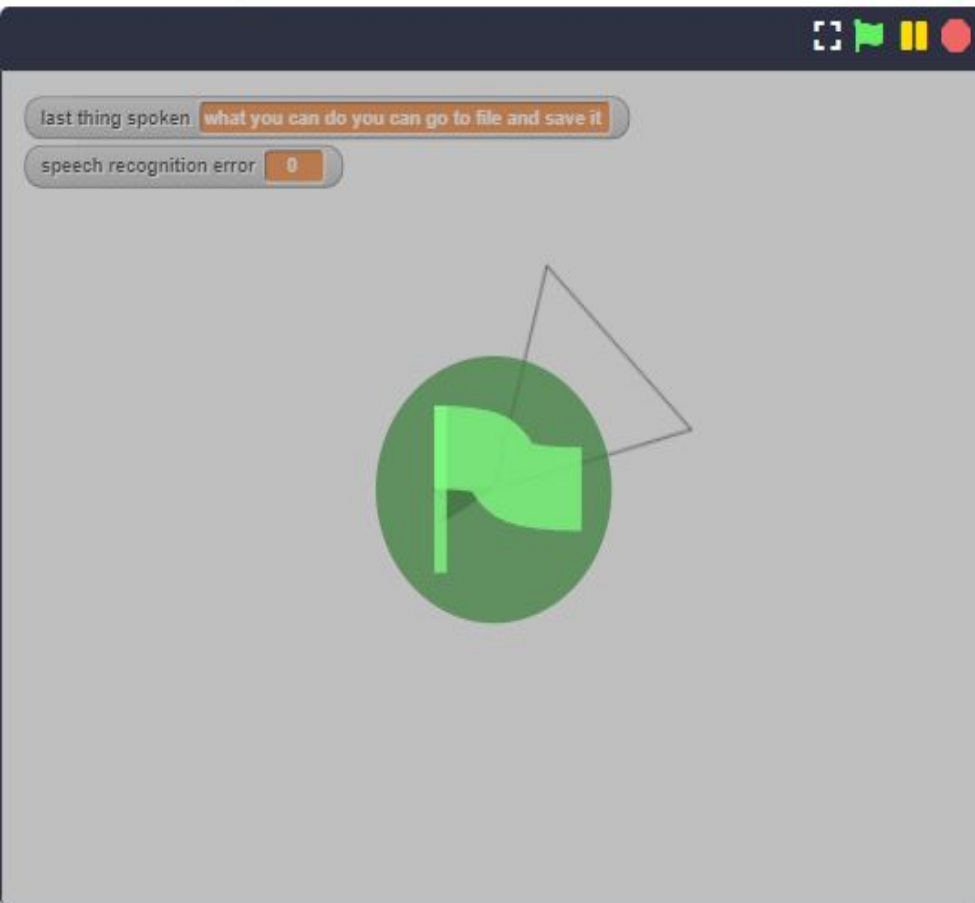 last thing spoken what you can do you can go to file and save it
speech recognition error 0